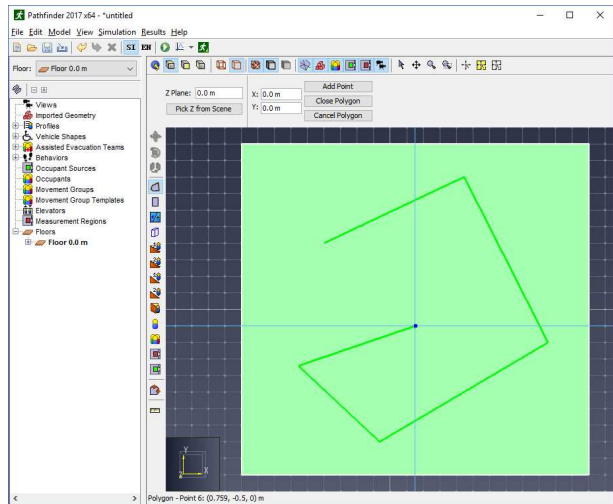 Pathfinder 2017 x64 - *untitled
File Edit Model View Simulation Results Help
SI EN
Floor: Floor 0.0 m
Z Plane: 0.0 m
X: 0.0 m
Add Point
Pick Z from Scene
Y: 0.0 m
Close Polygon
Cancel Polygon
Views
Imported Geometry
Profiles
Vehicle Shapes
Assisted Evacuation Teams
Behaviors
Occupant Sources
Occupants
Movement Groups
Movement Group Templates
Elevators
Measurement Regions
Floors
Floor 0.0 m
Y
Z X
Polygon - Point 6: (0.759, -0.5, 0) m